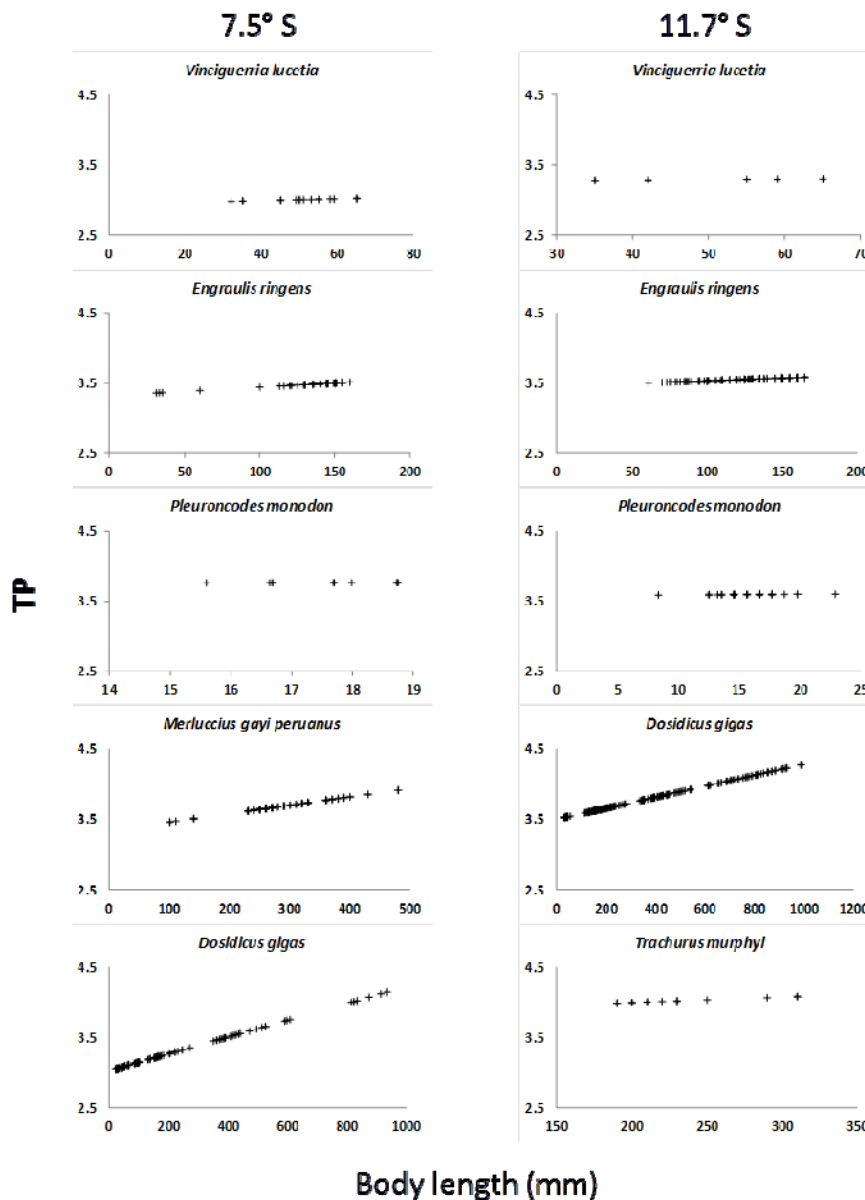 7.5° S
11.7° S
Vinciguerria lucetia
4.5
3.5
2.5
0 20 40 60 80
Vinciguerria lucetia
4.5
3.5
2.5
30 40 50 60 70
Engraulis ringens
4.5
3.5
2.5
0 50 100 150 200
Engraulis ringens
4.5
3.5
2.5
0 50 100 150 200
Pleuroncodes monodon
4.5
3.5
2.5
14 15 16 17 18 19
Pleuroncodes monodon
4.5
3.5
2.5
0 5 10 15 20 25
TP
Merluccius gayi peruanus
4.5
3.5
2.5
0 100 200 300 400 500
Dosidicus gigas
4.5
3.5
2.5
0 200 400 600 800 1000 1200
Dosidicus gigas
4.5
3.5
2.5
0 200 400 600 800 1000
Trachurus murphyi
4.5
3.5
2.5
150 200 250 300 350
Body length (mm)